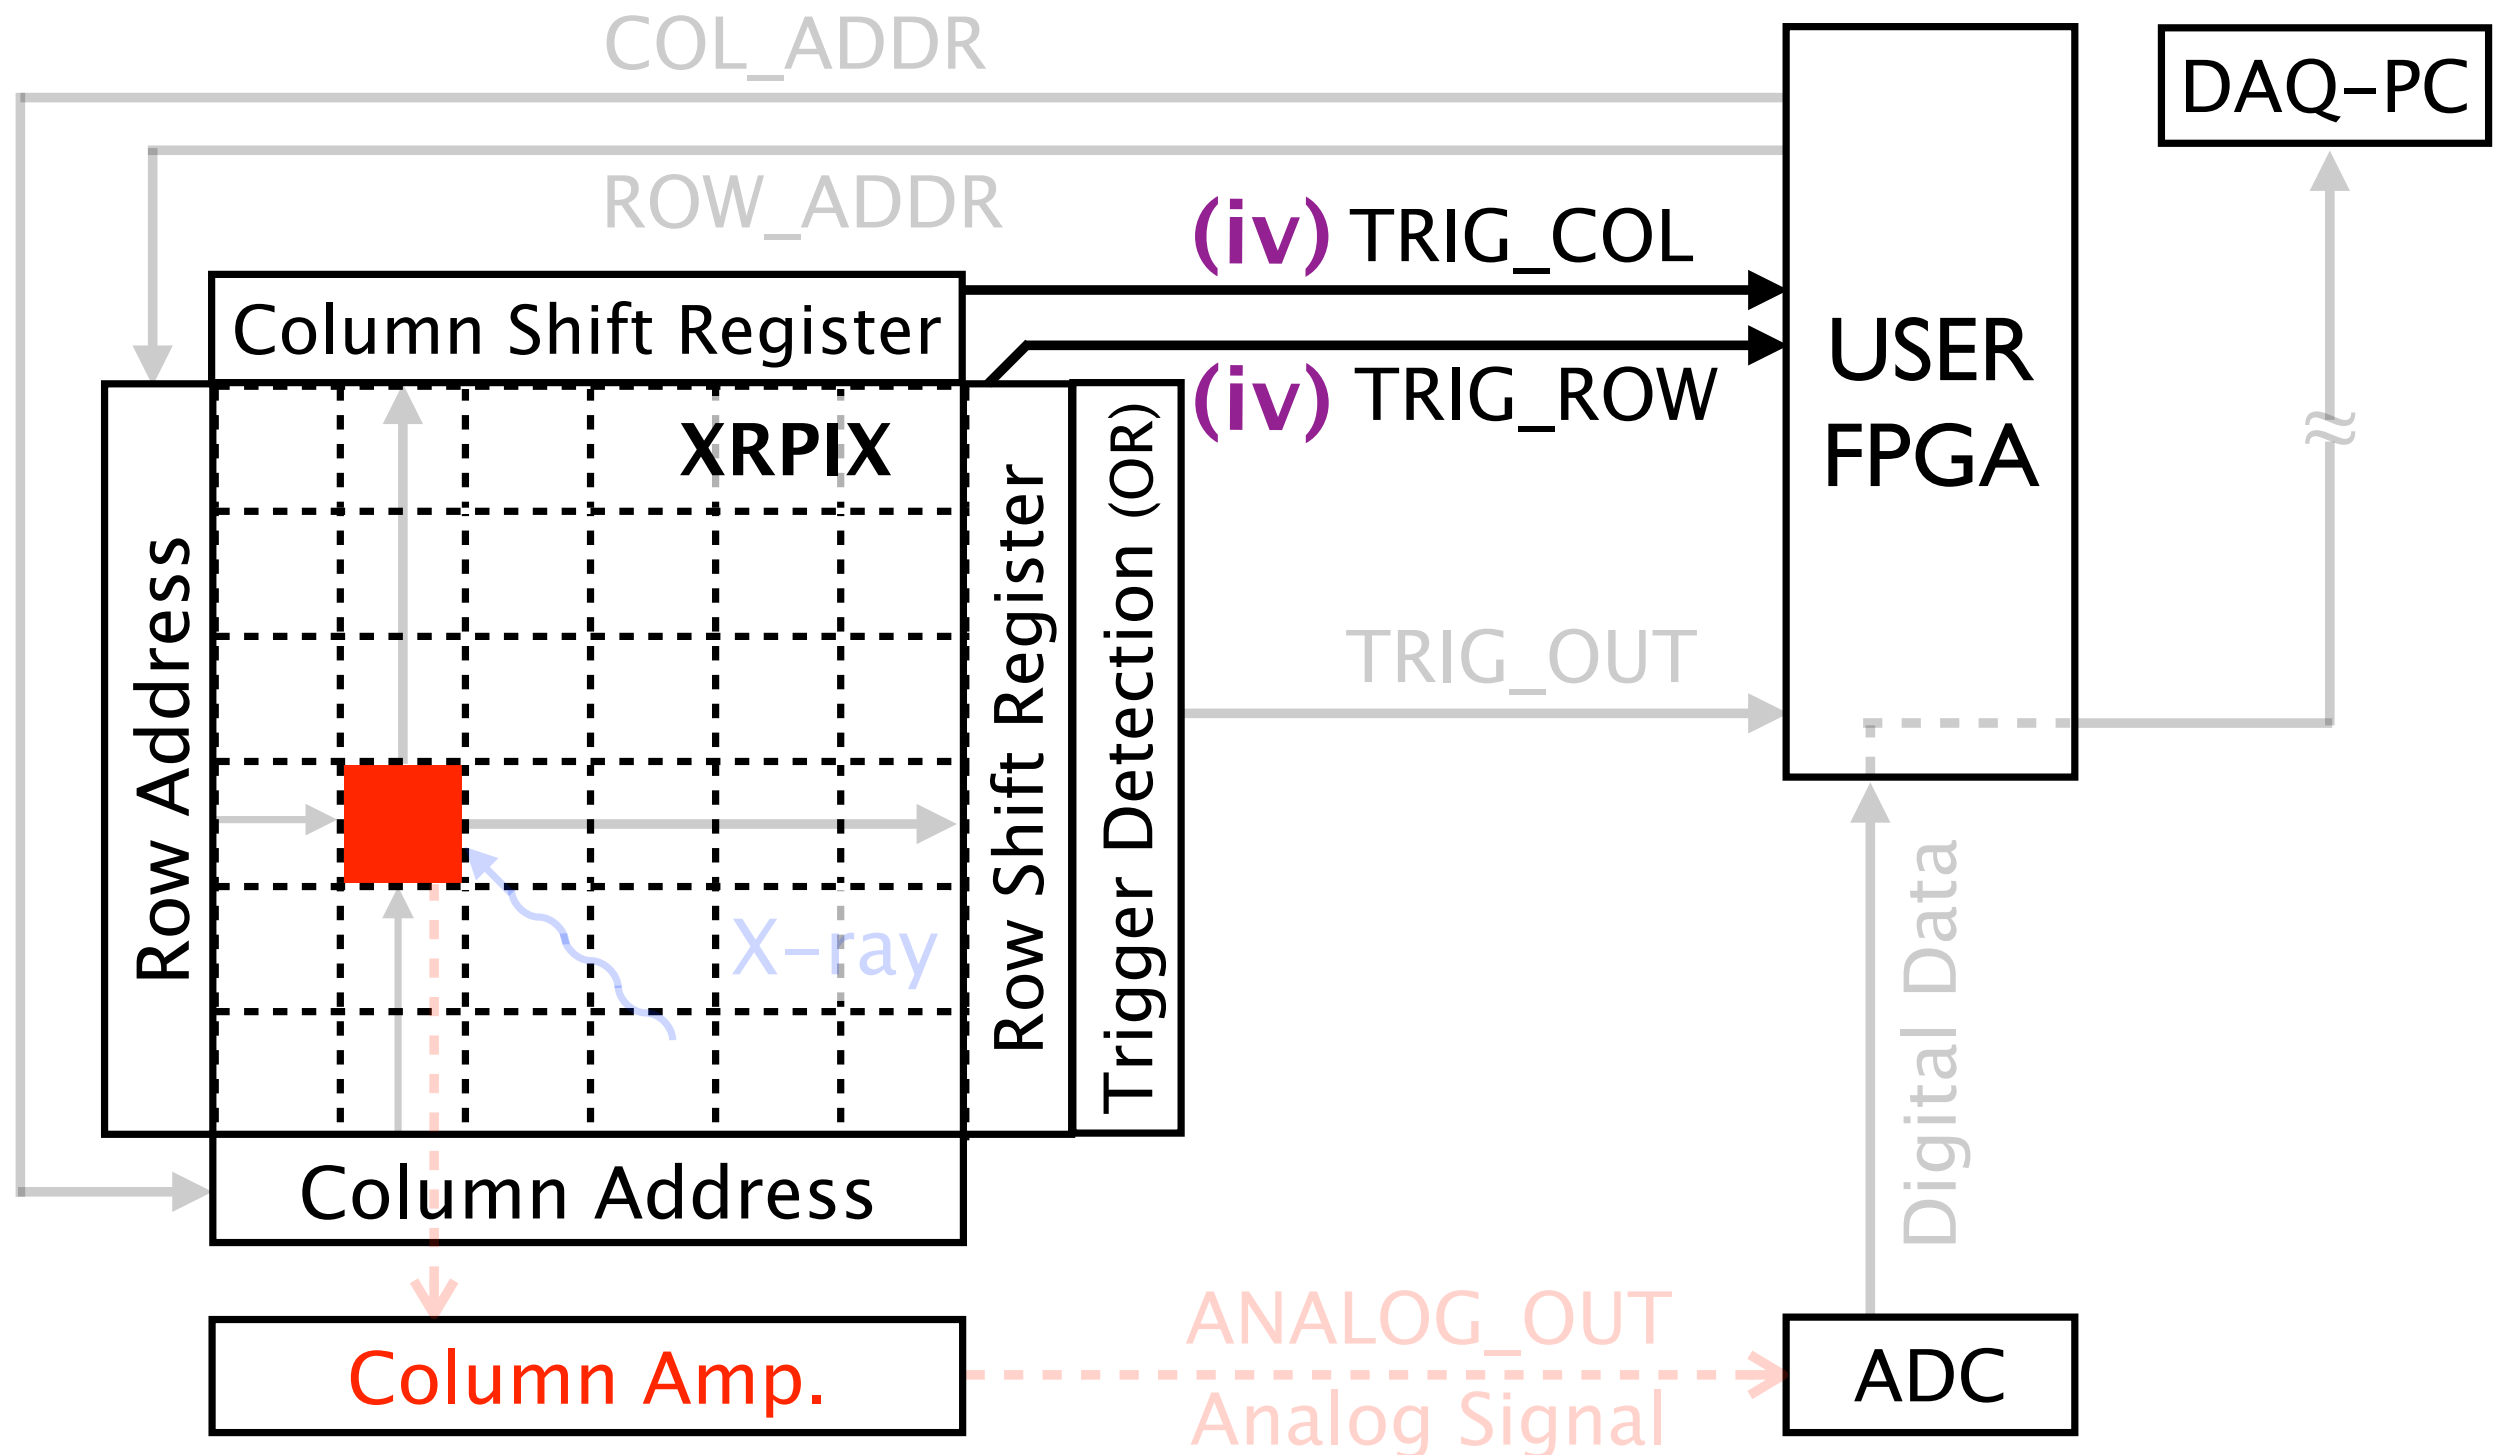 COL_ADDR
DAQ-PC
ROW_ADDR
(iv) TRIG_COL
Column Shift Register
USER
FPGA
(iv) TRIG_ROW
XRPIX
Row Address
Row Shift Register
Trigger Detection (OR)
TRIG_OUT
≈
X-ray
Digital Data
Column Address
ANALOG_OUT
Column Amp.
ADC
Analog Signal